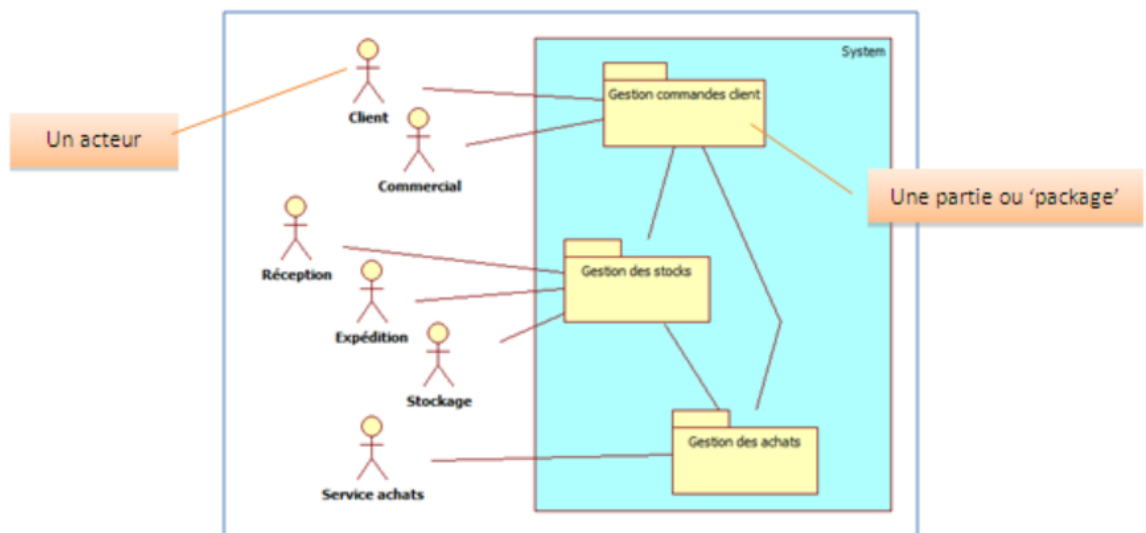 System
Gestion commandes client
Client
Un acteur
Commercial
Une partie ou ‘package’
Réception
Gestion des stocks
Expédition
Stockage
Gestion des achats
Service achats